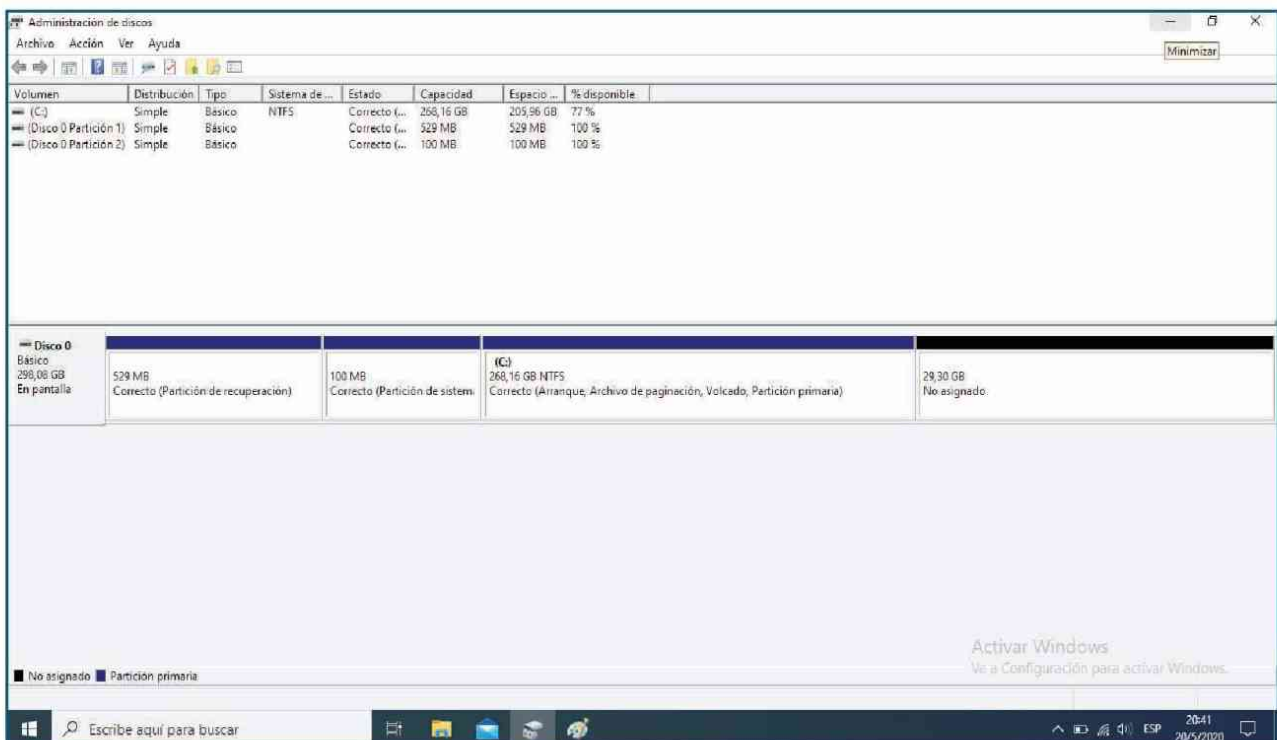 Administración de discos
Archivo Acción Ver Ayuda
Minimizar
Volumen Distribución Tipo Sistema de ... Estado Capacidad Espacio ... % disponible
(C:) Simple Básico NTFS Correcto (... 268,16 GB 205,96 GB 77 %
(Disco 0 Partición 1) Simple Básico Correcto (... 529 MB 529 MB 100 %
(Disco 0 Partición 2) Simple Básico Correcto (... 100 MB 100 MB 100 %
Disco 0
Básico
298,08 GB
En pantalla
529 MB
Correcto (Partición de recuperación)
100 MB
Correcto (Partición de sistem
(C:)
268,16 GB NTFS
Correcto (Arranque, Archivo de paginación, Volcado, Partición primaria)
29,30 GB
No asignado
Activar Windows
Ve a Configuración para activar Windows.
No asignado Partición primaria
Escribe aquí para buscar
ESP
20:41
20/5/2020